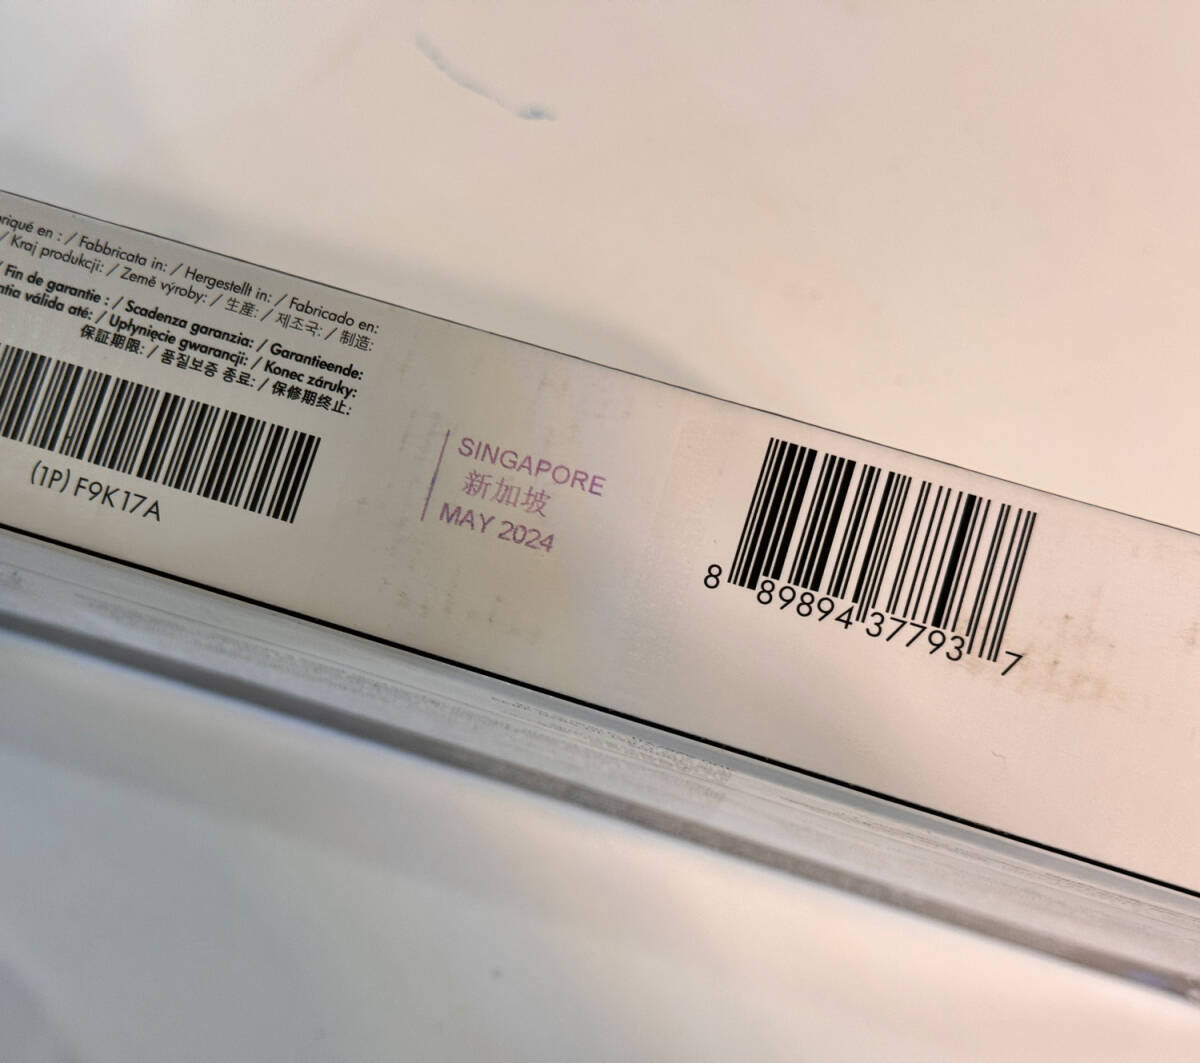 riqué en : / Fabbricata in: / Hergestellt in: / Fabricado en:
/ Kraj produkcji: / Země výroby: / 生産: / 제조국: / 制造:
/ Fin de garantie : / Scadenza garanzia: / Garantieende:
ntia válida até: / Upłynięcie gwarancji: / Konec záruky:
保証期限: / 품질보증 종료: / 保修期终止:
(1P) F9K17A
SINGAPORE
新加坡
MAY 2024
8 89894 37793 7